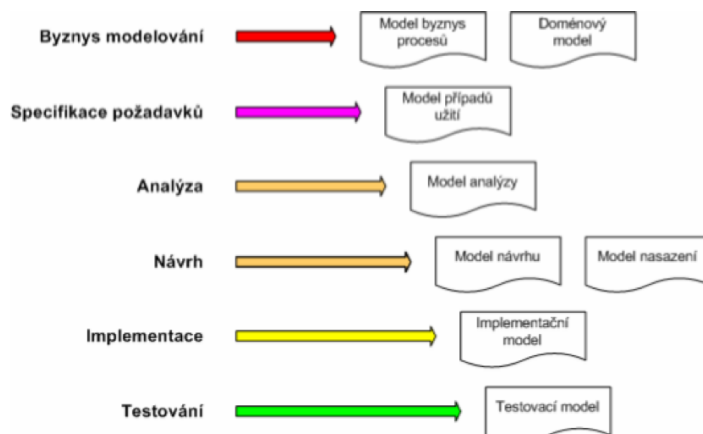 Byznys modelování
Model byznys
procesů
Doménový
model
Specifikace požadavků
Model případů
užití
Analýza
Model analýzy
Návrh
Model návrhu
Model nasazení
Implementace
Implementační
model
Testování
Testovací model